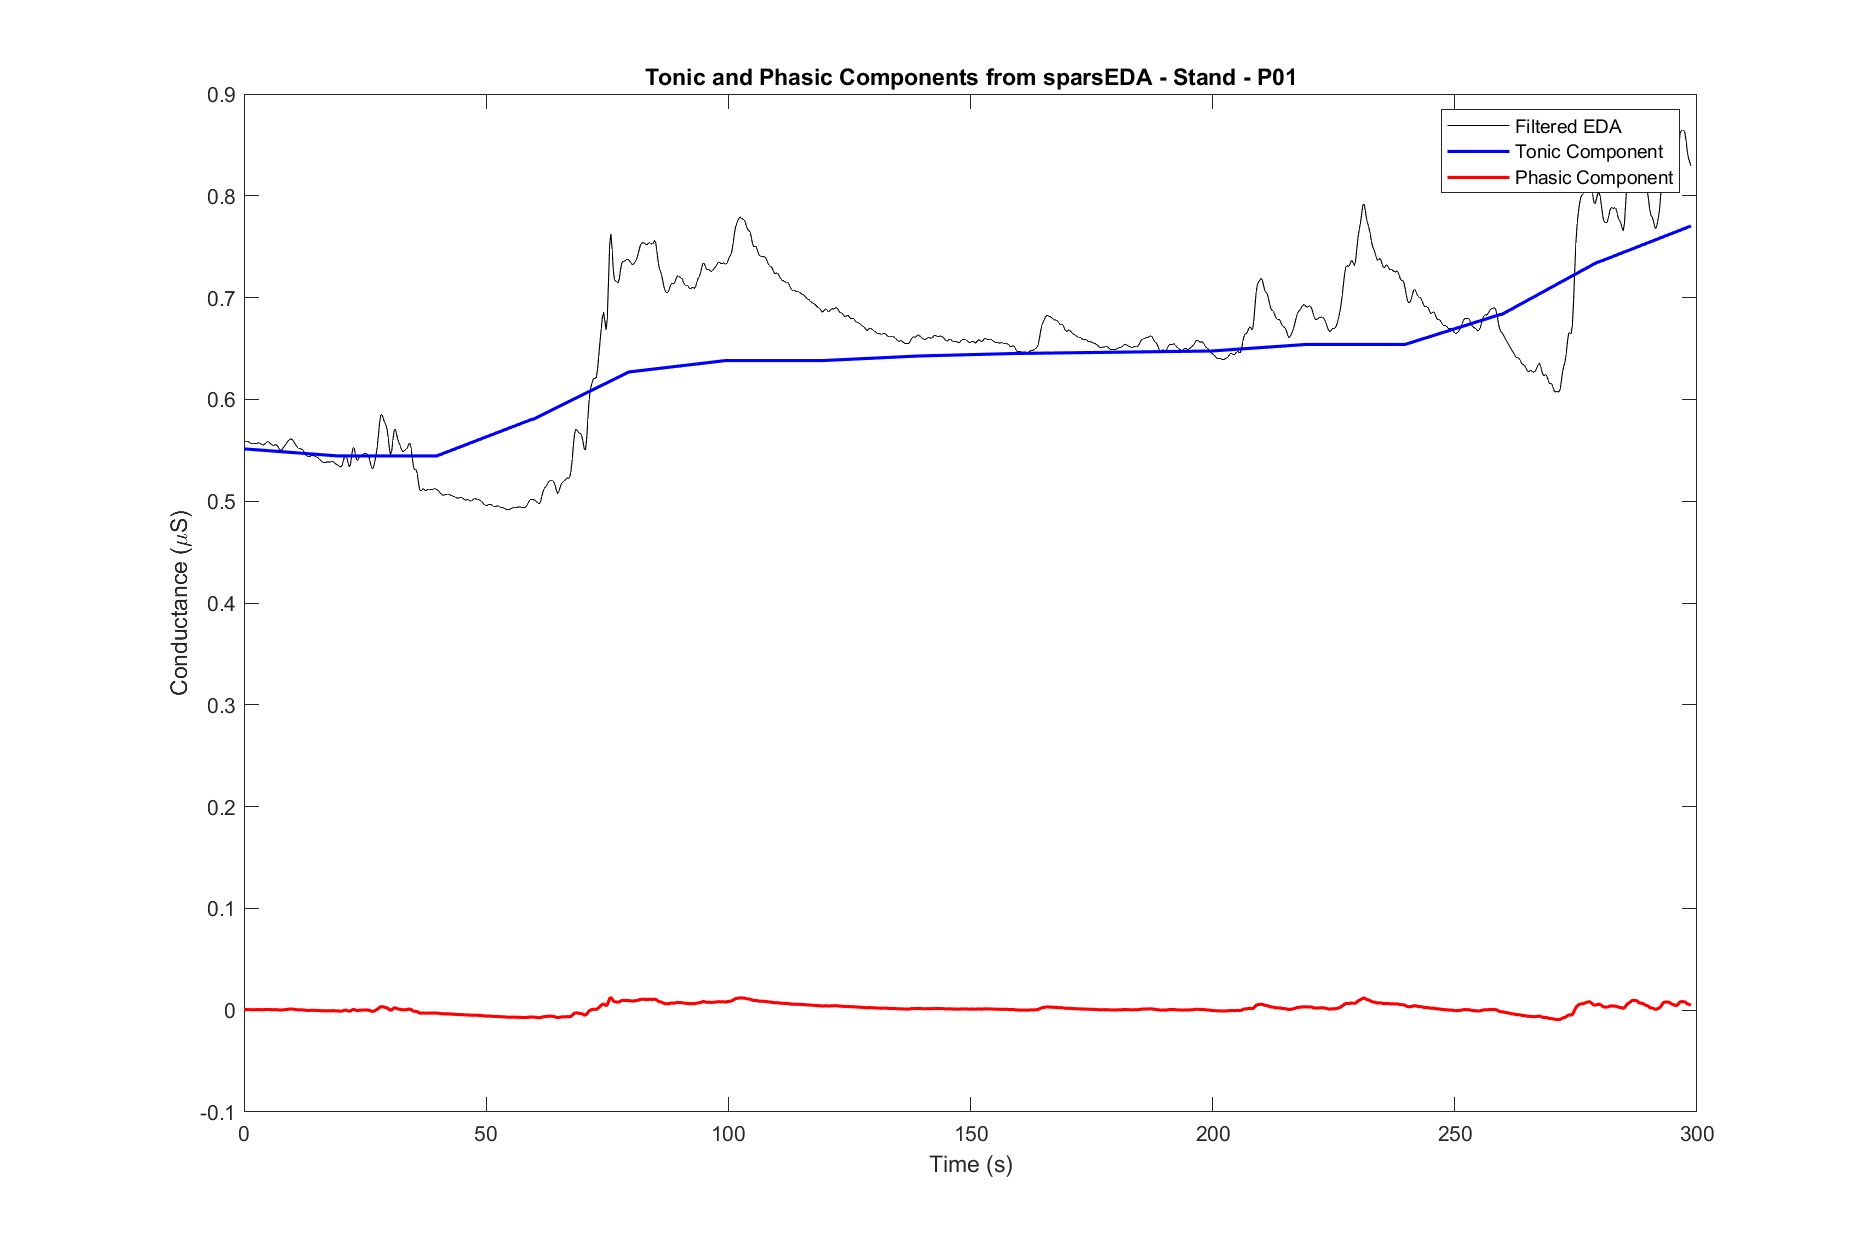 Tonic and Phasic Components from sparsEDA - Stand - P01
0.9
0.8
0.7
0.6
0.5
0.4
0.3
0.2
0.1
0
-0.1
Conductance (μS)
Filtered EDA
Tonic Component
Phasic Component
0 50 100 150 200 250 300
Time (s)